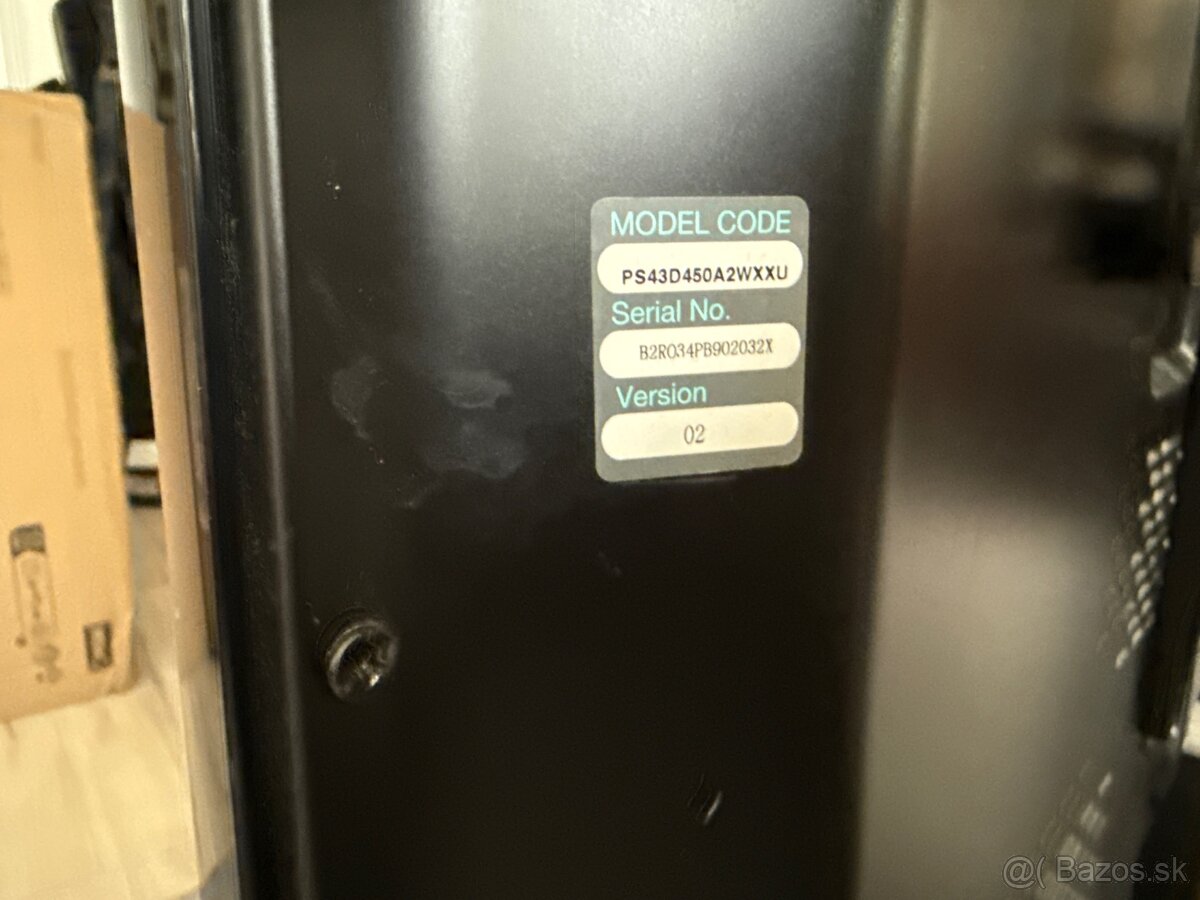 MODEL CODE
PS43D450A2WXXU
Serial No.
B2RO34PB902032X
Version
02
@( Bazos.sk